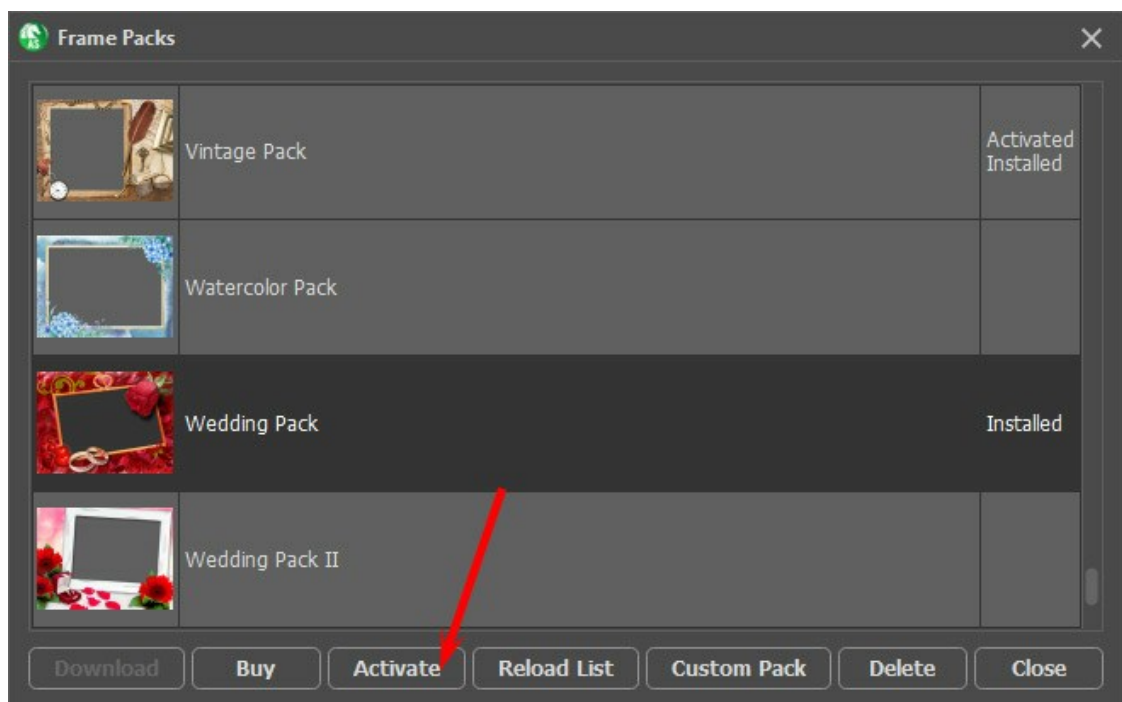 AS
Frame Packs
Vintage Pack
Activated
Installed
Watercolor Pack
Wedding Pack
Installed
Wedding Pack II
Download
Buy
Activate
Reload List
Custom Pack
Delete
Close